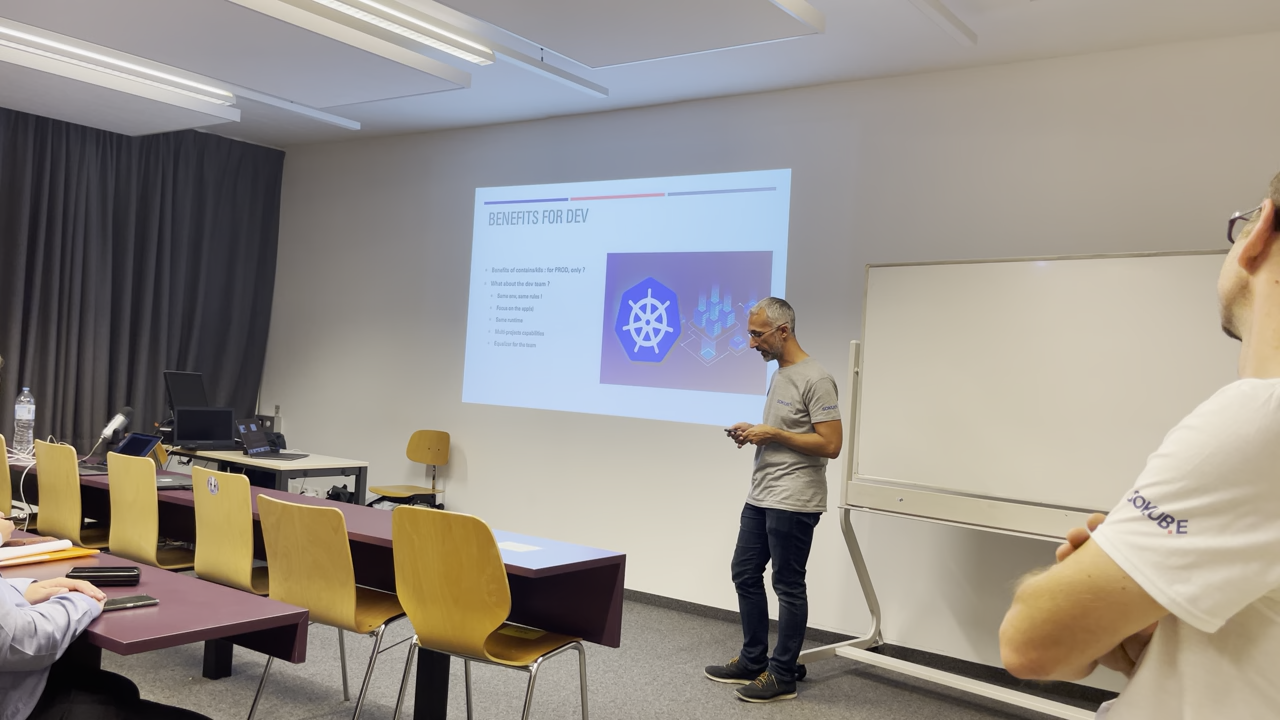 BENEFITS FOR DEV
Benefits of containers/k8s : for PROD, only ?
What about the dev team ?
Same env, same rules !
Focus on the app(s)
Same runtime
Multi-projects capabilities
for the team
SOKUBE